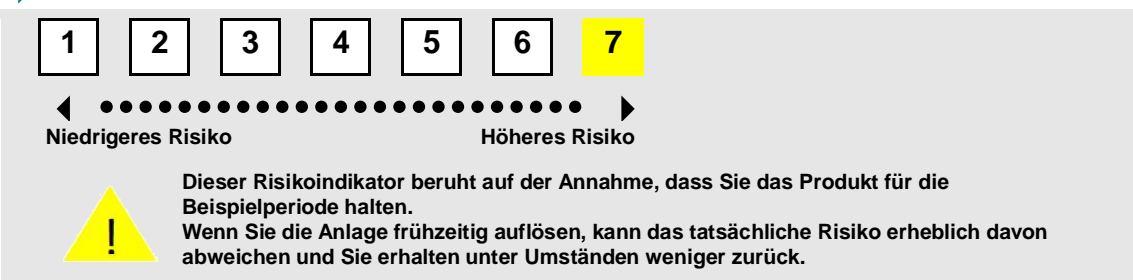 1 2 3 4 5 6 7
Niedrigeres Risiko Höheres Risiko
Dieser Risikoindikator beruht auf der Annahme, dass Sie das Produkt für die
Beispielperiode halten.
! Wenn Sie die Anlage frühzeitig auflösen, kann das tatsächliche Risiko erheblich davon
abweichen und Sie erhalten unter Umständen weniger zurück.